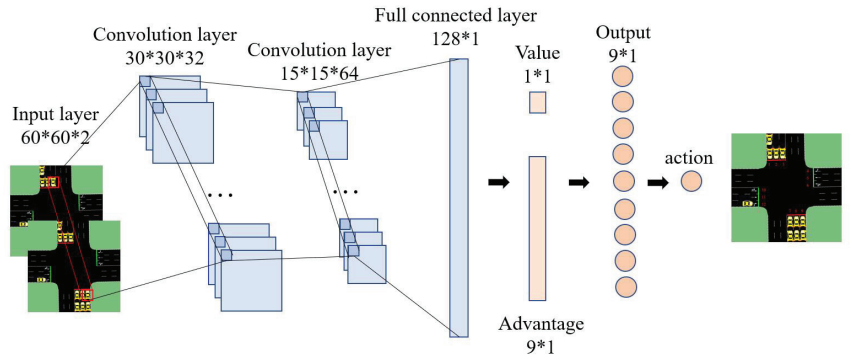 Input layer
60*60*2
Convolution layer
30*30*32
Convolution layer
15*15*64
Full connected layer
128*1
Value
1*1
Advantage
9*1
Output
9*1
action